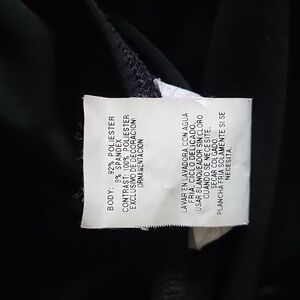 BODY: 92% POLIESTER
8% SPANDEX
CONTRAST: 100% POLIESTER
EXCLUSIVO DE DECORACION/
ORNAMENTACION
LAVAR EN LAVADORA CON AGUA
FRIA, CICLO DELICADO.
USAR BLANQUEADOR SIN CLORO
CUANDO SE NECESITA.
SECAR COLGADO.
PLANCHA FRIA SOLAMENTE SI SE
NECESITA.